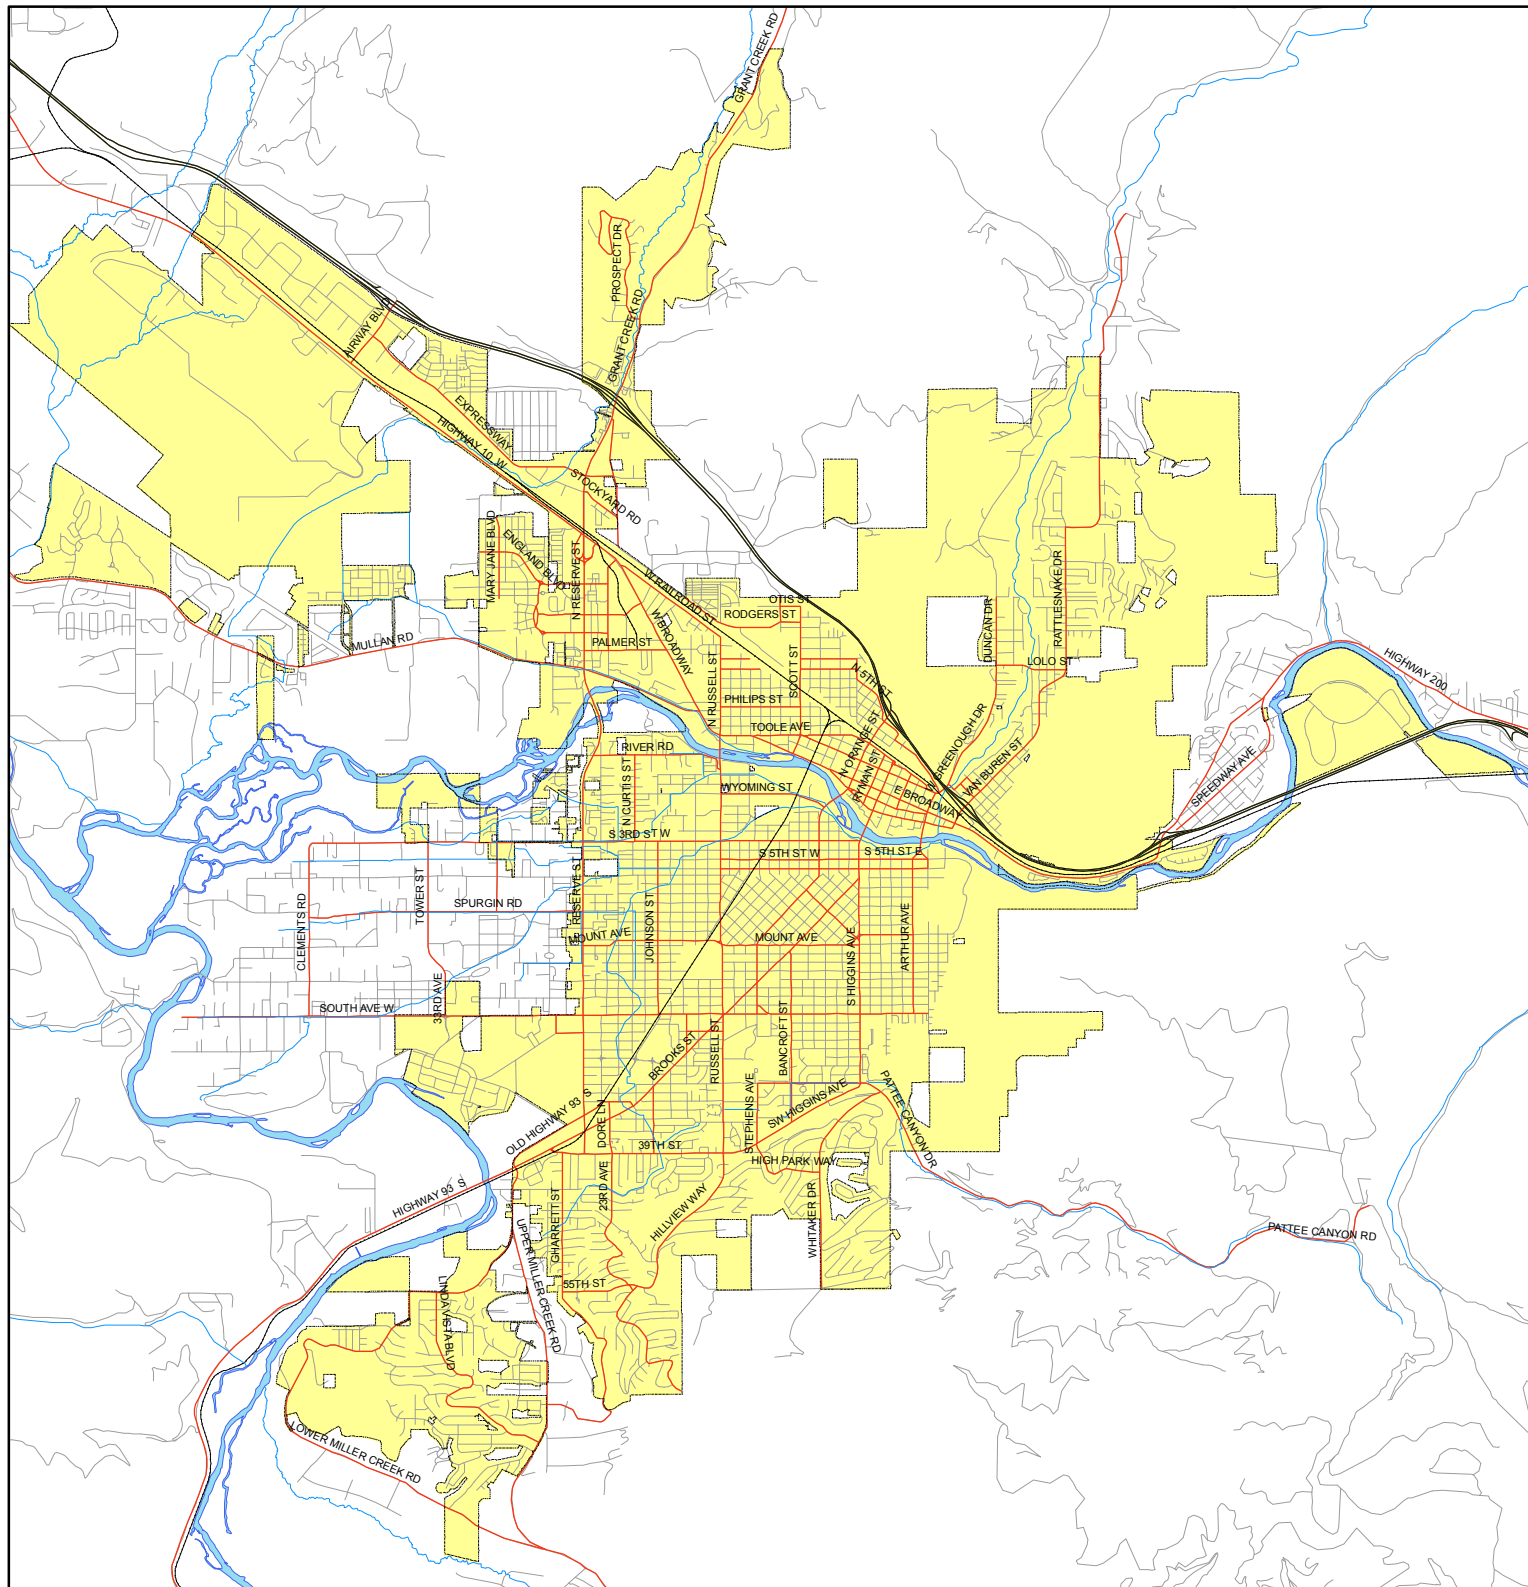 GRANT CREEK RD
PROSPECT DR
GRANT CREEK RD
AIRWAY BLVD
EXPRESSWAY
HIGHWAY 10 W
STOCKYARD RD
MARY JANE BLVD
ENGLAND BLVD
N RESERVE ST
W RAILROAD ST
OTIS ST
RODGERS ST
W BROADWAY
PALMER ST
MULLAN RD
DUNCAN DR
RATTLESNAKE DR
LOLO ST
HIGHWAY 200
N RUSSELL ST
SCOTT ST
N 5TH ST
PHILIPS ST
TOOLE AVE
N ORANGE ST
RYMAN ST
GREENOUGH DR
VAN BUREN ST
E BROADWAY
SPEEDWAY AVE
RIVER RD
N CURTIS ST
WYOMING ST
S 3RD ST W
S 5TH ST W
S 5TH ST E
CLEMENTS RD
TOWER ST
SPURGIN RD
RESERVE ST
MOUNT AVE
JOHNSON ST
MOUNT AVE
S HIGGINS AVE
ARTHUR AVE
SOUTH AVE W
33RD AVE
BROOKS ST
RUSSELL ST
BANCROFT ST
OLD HIGHWAY 93 S
DORE LN
39TH ST
STEPHENS AVE
SW HIGGINS AVE
PATTEE CANYON DR
HIGH PARK WAY
HIGHWAY 93 S
23RD AVE
GHARRETT ST
HILLVIEW WAY
WHITAKER DR
PATTEE CANYON RD
UPPER MILLER CREEK RD
55TH ST
LINDA VISTA BLVD
LOWER MILLER CREEK RD